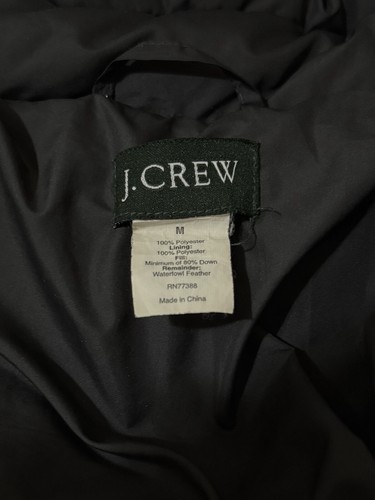 J.CREW
M
100% Polyester
Lining:
100% Polyester
Fill:
Minimum of 80% Down
Remainder:
Waterfowl Feather
RN77388
Made in China